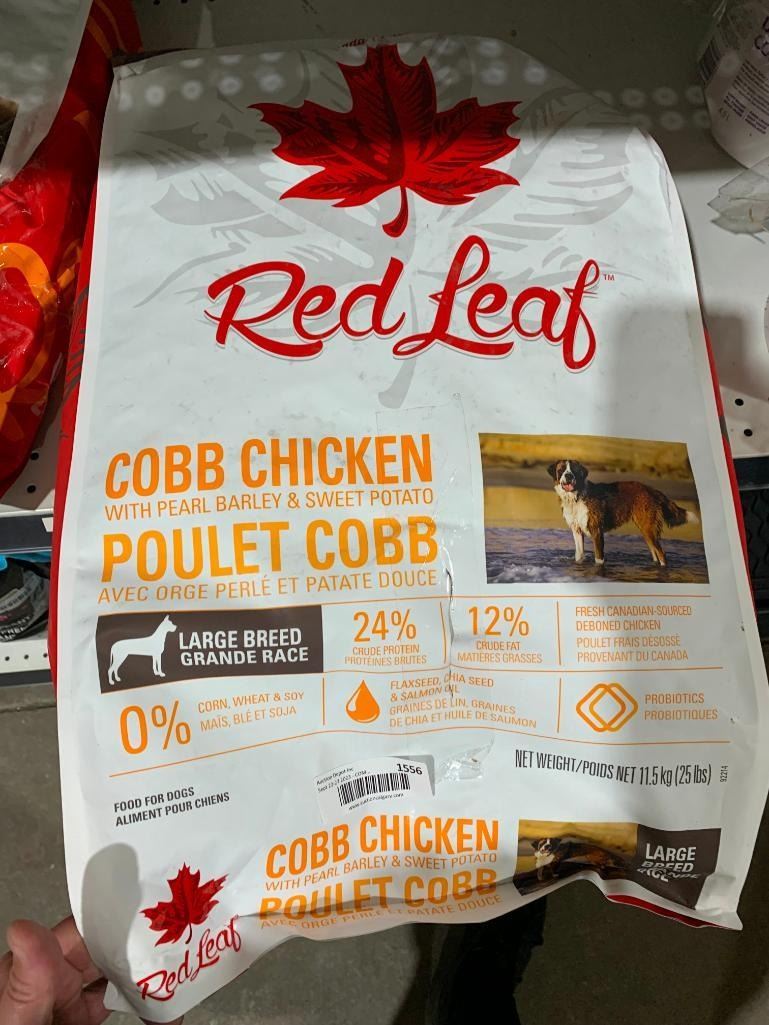 Red Leaf™
COBB CHICKEN
WITH PEARL BARLEY & SWEET POTATO
POULET COBB
AVEC ORGE PERLÉ ET PATATE DOUCE
LARGE BREED
GRANDE RACE
24%
CRUDE PROTEIN
PROTÉINES BRUTES
12%
CRUDE FAT
MATIÈRES GRASSES
FRESH CANADIAN-SOURCED
DEBONED CHICKEN
POULET FRAIS DÉSOSSÉ
PROVENANT DU CANADA
0%
CORN, WHEAT & SOY
MAÏS, BLÉ ET SOJA
FLAXSEED, CHIA SEED
& SALMON OIL
GRAINES DE LIN, GRAINES
DE CHIA ET HUILE DE SAUMON
PROBIOTICS
PROBIOTIQUES
NET WEIGHT/POIDS NET 11.5 kg (25 lbs)
92214
1556
FOOD FOR DOGS
ALIMENT POUR CHIENS
COBB CHICKEN
WITH PEARL BARLEY & SWEET POTATO
POULET COBB
AVEC ORGE PERLÉ ET PATATE DOUCE
LARGE
BREED
Red Leaf